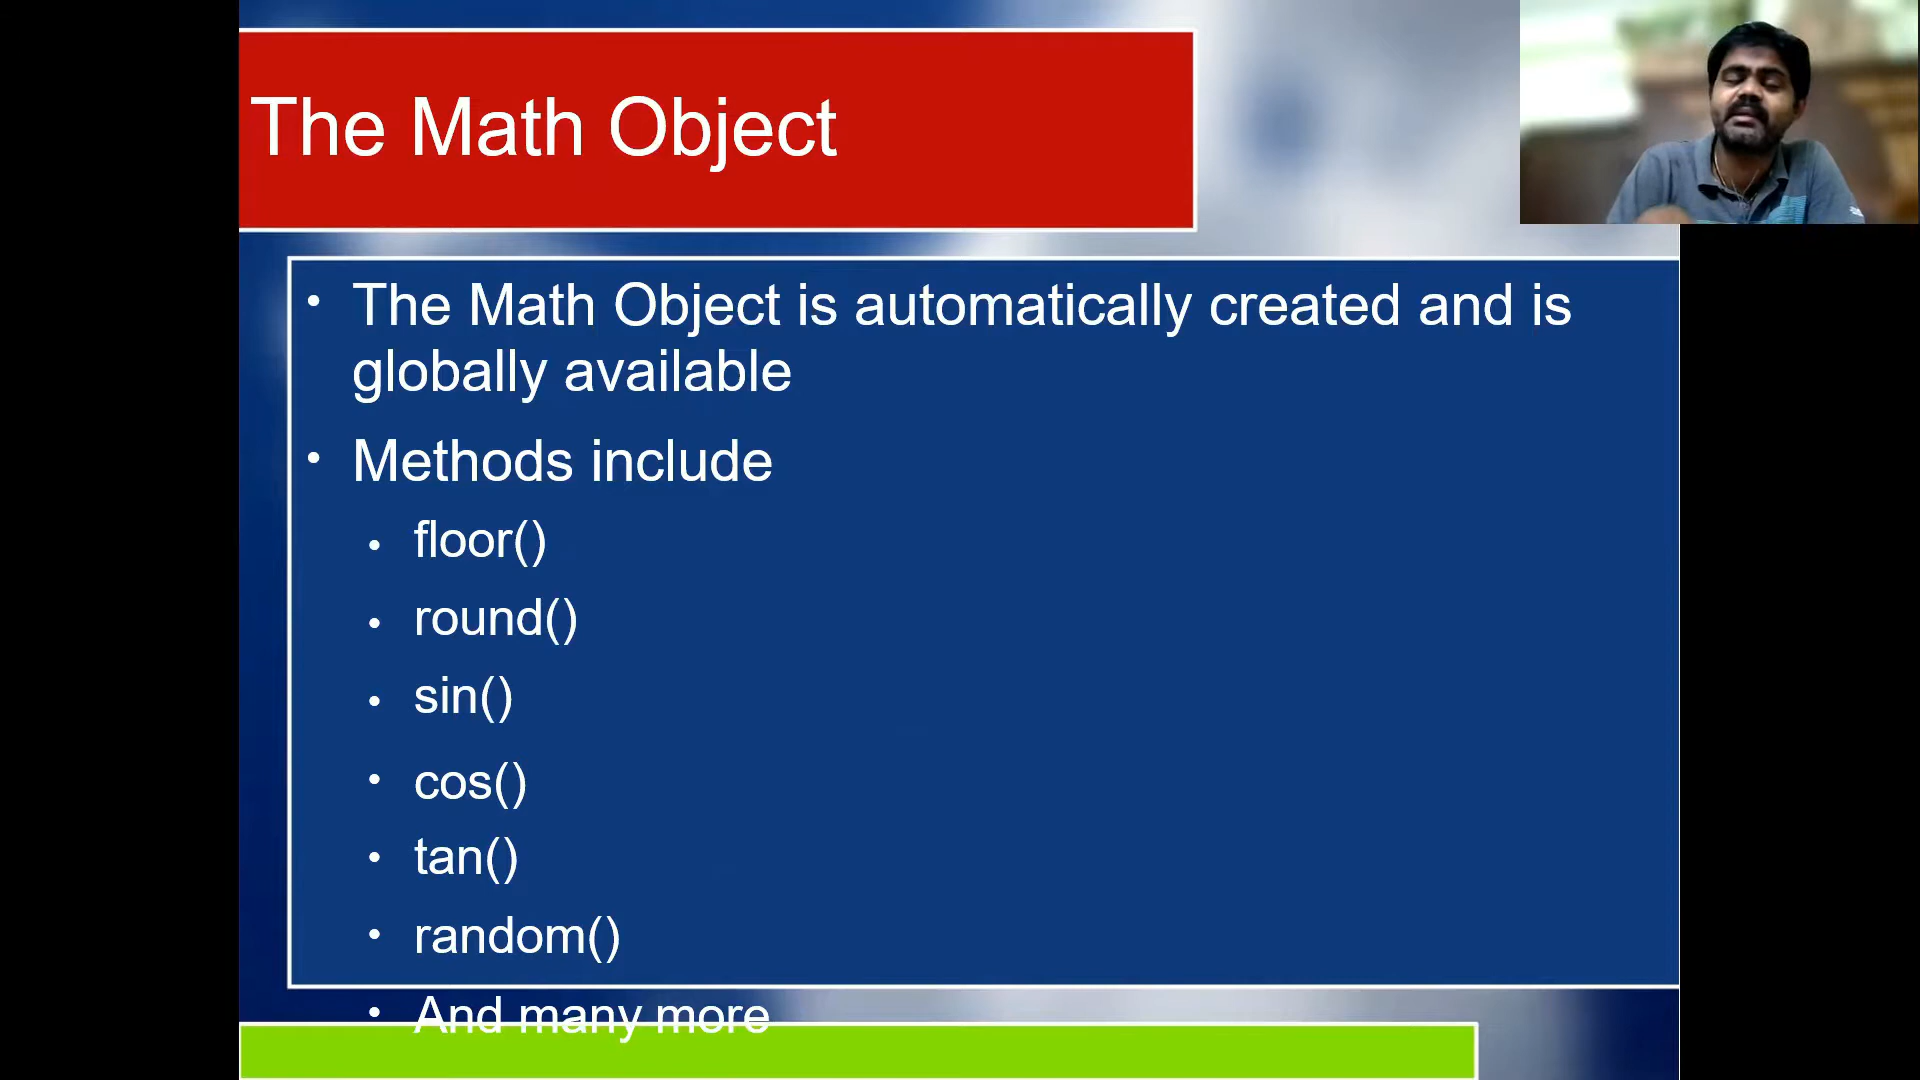 The Math Object
• The Math Object is automatically created and is
globally available
• Methods include
• floor()
• round()
• sin()
• cos()
• tan()
• random()
• And many more